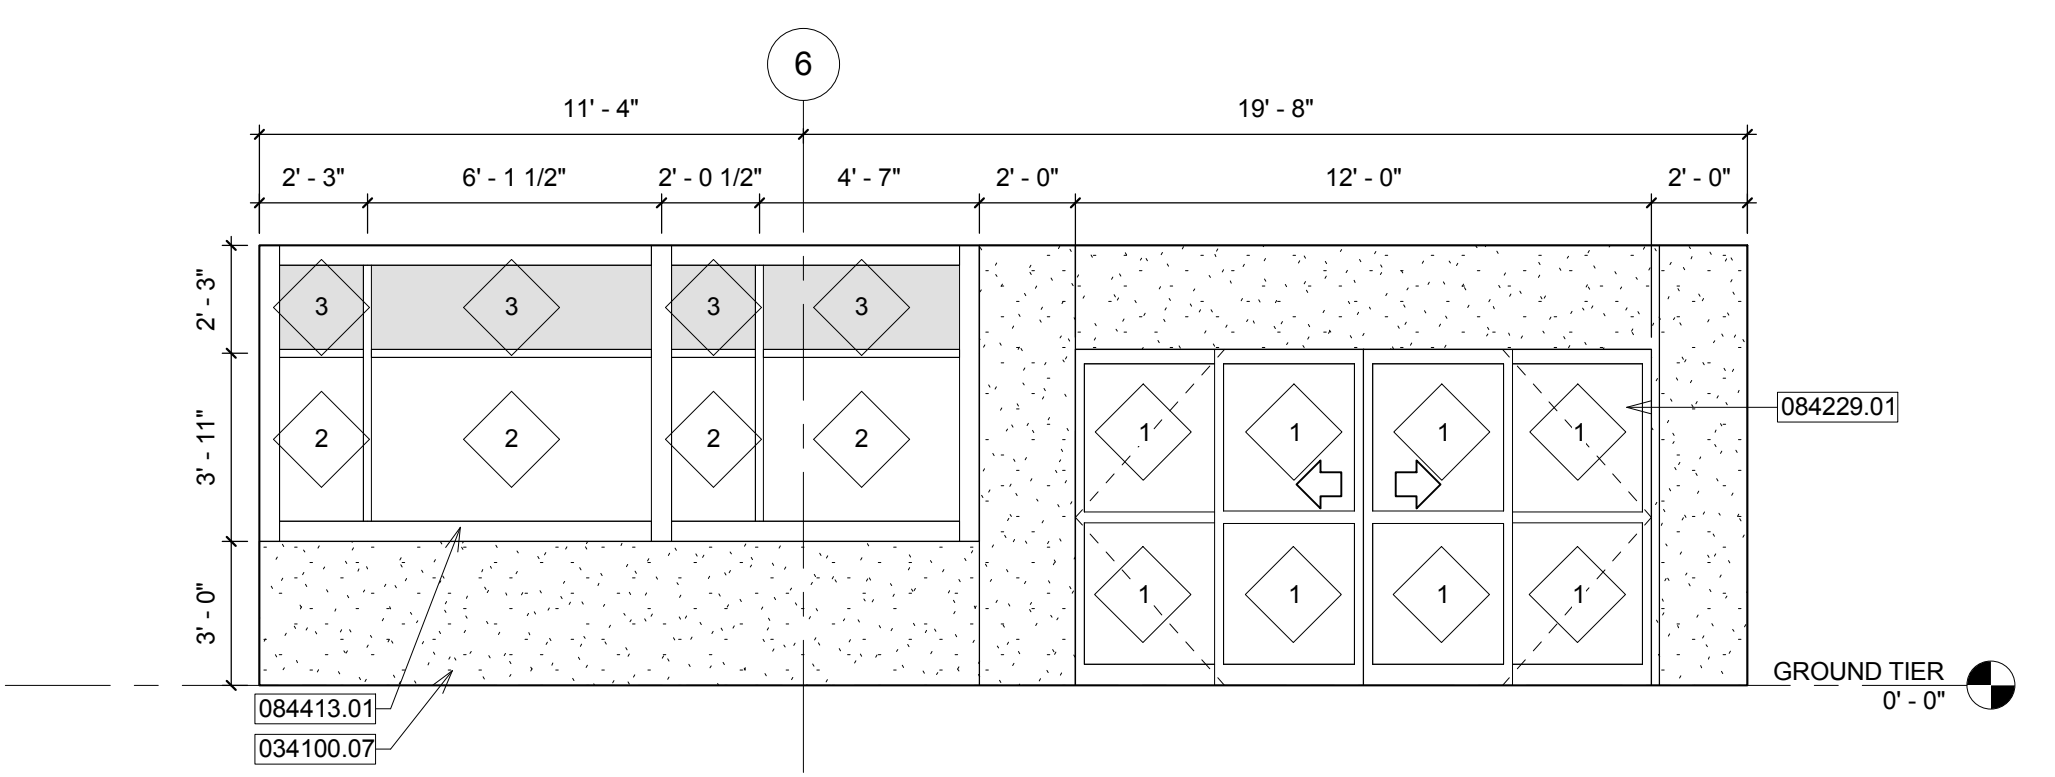 6
11' - 4"
19' - 8"
2' - 3"
6' - 1 1/2"
2' - 0 1/2"
4' - 7"
2' - 0"
12' - 0"
2' - 0"
2' - 3"
3' - 11"
3' - 0"
3
3
3
3
2
2
2
2
1
1
1
1
084229.01
1
1
1
1
GROUND TIER
0' - 0"
084413.01
034100.07